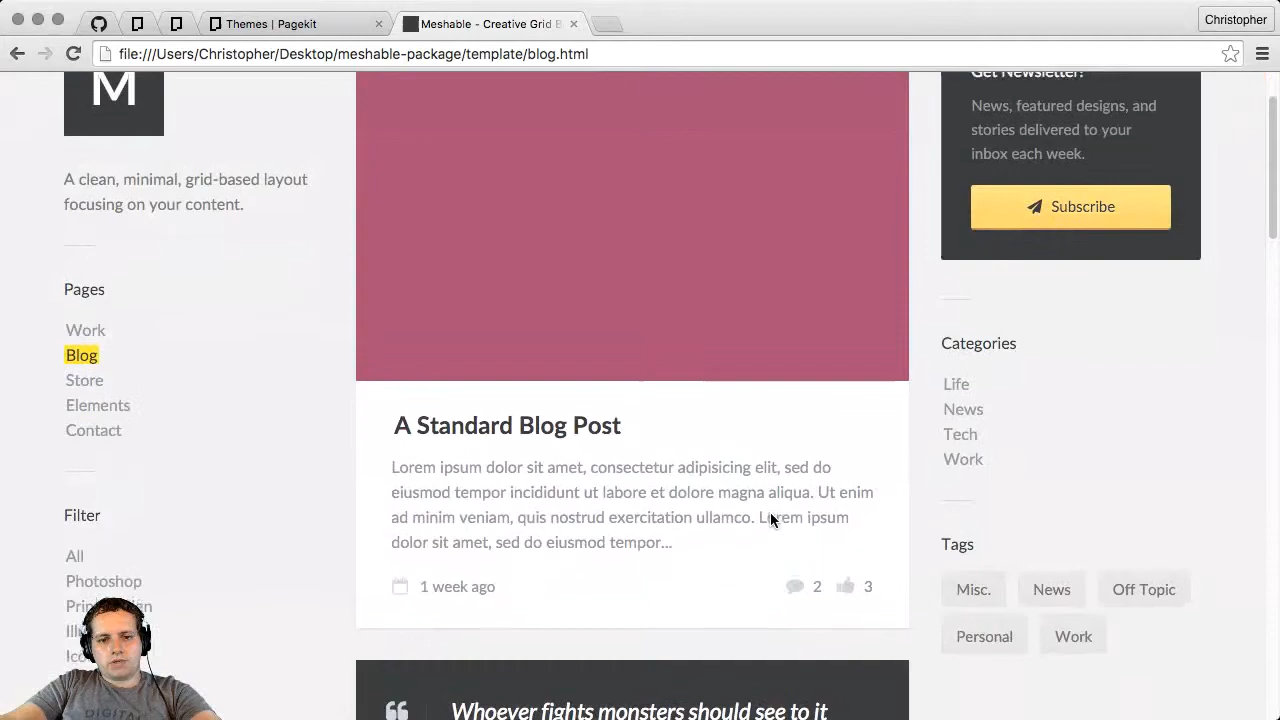 Themes | Pagekit
Meshable - Creative Grid B
Christopher
file:///Users/Christopher/Desktop/meshable-package/template/blog.html
M
A clean, minimal, grid-based layout
focusing on your content.
Pages
Work
Blog
Store
Elements
Contact
Filter
All
Photoshop
A Standard Blog Post
Lorem ipsum dolor sit amet, consectetur adipisicing elit, sed do
eiusmod tempor incididunt ut labore et dolore magna aliqua. Ut enim
ad minim veniam, quis nostrud exercitation ullamco. Lorem ipsum
dolor sit amet, sed do eiusmod tempor...
1 week ago
2
3
Whoever fights monsters should see to it
Get Newsletter!
News, featured designs, and
stories delivered to your
inbox each week.
Subscribe
Categories
Life
News
Tech
Work
Tags
Misc.
News
Off Topic
Personal
Work
DIGITAL